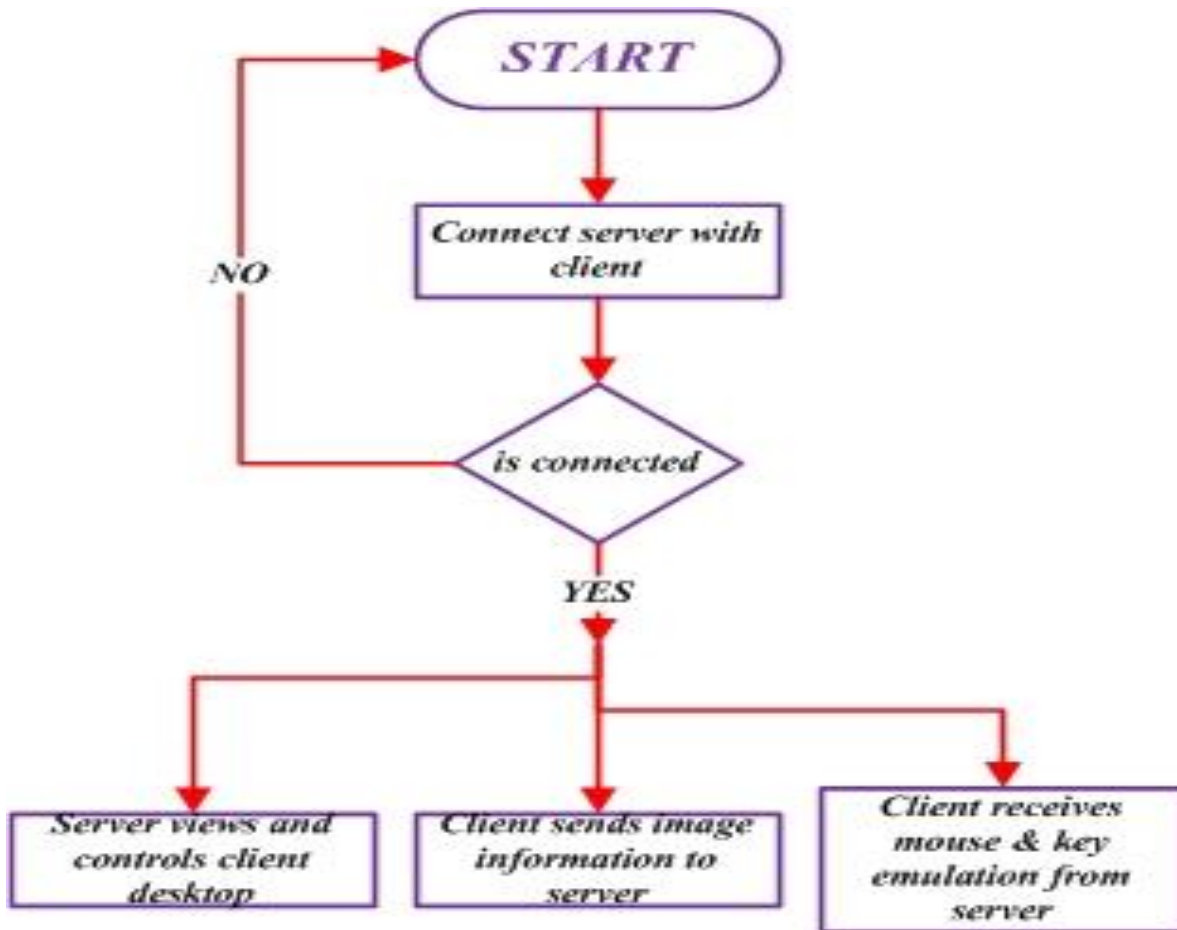 START
Connect server with
client
NO
is connected
YES
Server views and
controls client
desktop
Client sends image
information to
server
Client receives
mouse & key
emulation from
server